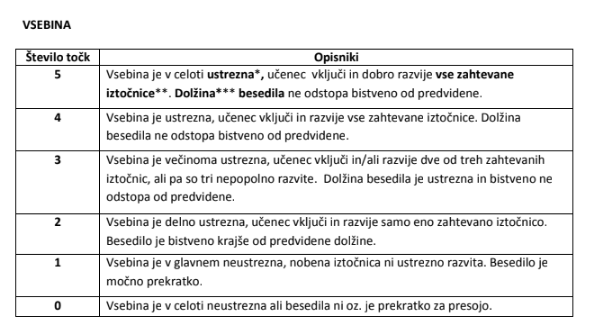 VSEBINA
Število točk Opisniki
5 Vsebina je v celoti ustrezna*, učenec vključi in dobro razvije vse zahtevane
iztočnice**. Dolžina*** besedila ne odstopa bistveno od predvidene.
4 Vsebina je ustrezna, učenec vključi in razvije vse zahtevane iztočnice. Dolžina
besedila ne odstopa bistveno od predvidene.
3 Vsebina je večinoma ustrezna, učenec vključi in/ali razvije dve od treh zahtevanih
iztočnic, ali pa so tri nepopolno razvite. Dolžina besedila je ustrezna in bistveno ne
odstopa od predvidene.
2 Vsebina je delno ustrezna, učenec vključi in razvije samo eno zahtevano iztočnico.
Besedilo je bistveno krajše od predvidene dolžine.
1 Vsebina je v glavnem neustrezna, nobena iztočnica ni ustrezno razvita. Besedilo je
močno prekratko.
0 Vsebina je v celoti neustrezna ali besedila ni oz. je prekratko za presojo.